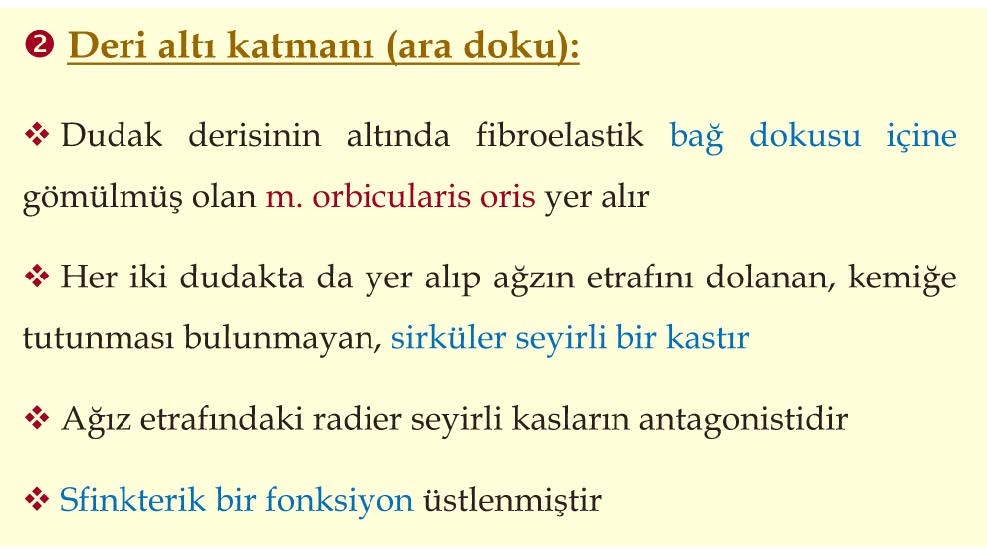 ❷ Deri altı katmanı (ara doku):
❖ Dudak derisinin altında fibroelastik bağ dokusu içine
gömülmüş olan m. orbicularis oris yer alır
❖ Her iki dudakta da yer alıp ağzın etrafını dolanan, kemiğe
tutunması bulunmayan, sirküler seyirli bir kastır
❖ Ağız etrafındaki radier seyirli kasların antagonistidir
❖ Sfinkterik bir fonksiyon üstlenmiştir